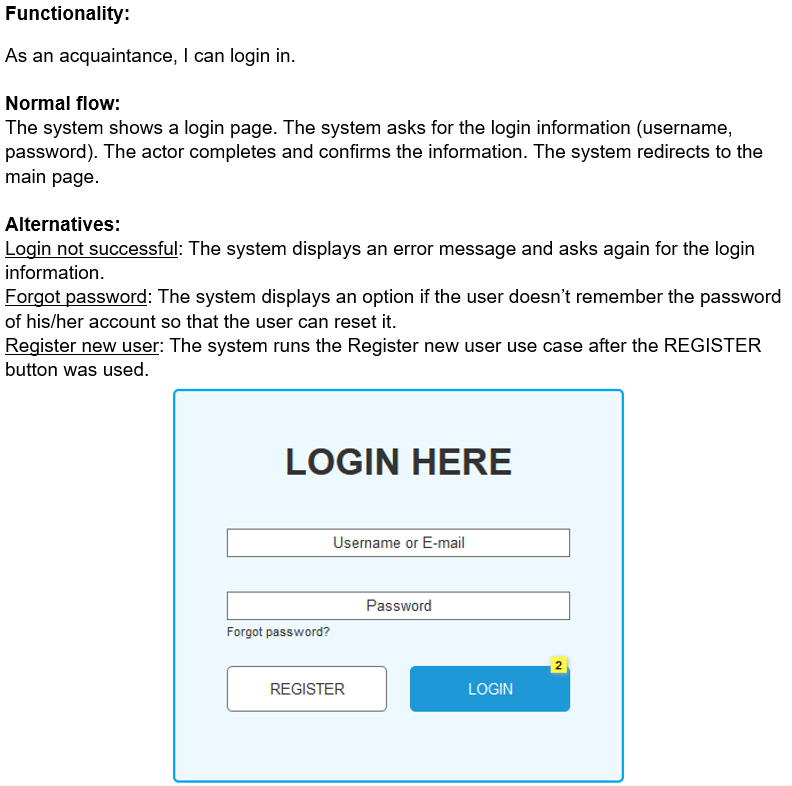 Functionality:
As an acquaintance, I can login in.
Normal flow:
The system shows a login page. The system asks for the login information (username,
password). The actor completes and confirms the information. The system redirects to the
main page.
Alternatives:
Login not successful: The system displays an error message and asks again for the login
information.
Forgot password: The system displays an option if the user doesn’t remember the password
of his/her account so that the user can reset it.
Register new user: The system runs the Register new user use case after the REGISTER
button was used.
LOGIN HERE
Username or E-mail
Password
Forgot password?
2
REGISTER
LOGIN